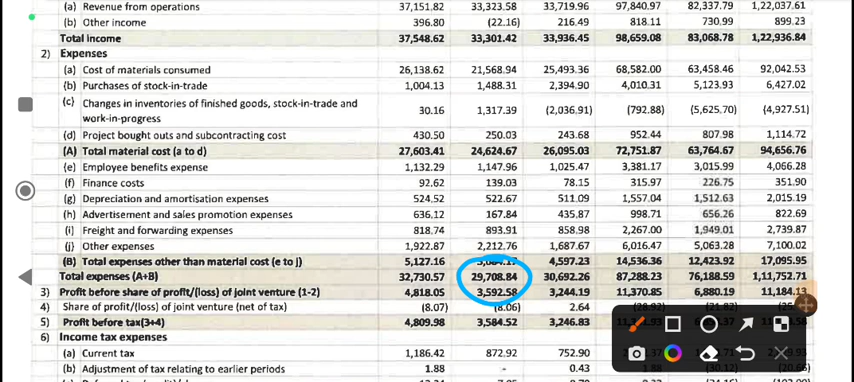 (a) Revenue from operations 37,151.82 33,323.58 33,719.96 97,840.97 82,337.79 1,22,037.61
(b) Other income 396.80 (22.16) 216.49 818.11 730.99 899.23
Total income 37,548.62 33,301.42 33,936.45 98,659.08 83,068.78 1,22,936.84
2) Expenses
(a) Cost of materials consumed 26,138.62 21,568.94 25,493.36 68,582.00 63,458.46 92,042.53
(b) Purchases of stock-in-trade 1,004.13 1,488.31 2,394.90 4,010.31 5,123.93 6,427.02
(c) Changes in inventories of finished goods, stock-in-trade and
work-in-progress 30.16 1,317.39 (2,036.91) (792.88) (5,625.70) (4,927.51)
(d) Project bought outs and subcontracting cost 430.50 250.03 243.68 952.44 807.98 1,114.72
(A) Total material cost (a to d) 27,603.41 24,624.67 26,095.03 72,751.87 63,764.67 94,656.76
(e) Employee benefits expense 1,132.29 1,147.96 1,025.47 3,381.17 3,015.99 4,066.28
(f) Finance costs 92.62 139.03 78.15 315.97 226.75 351.90
(g) Depreciation and amortisation expenses 524.52 522.67 511.09 1,557.04 1,512.63 2,015.19
(h) Advertisement and sales promotion expenses 636.12 167.84 435.87 998.71 656.26 822.69
(i) Freight and forwarding expenses 818.74 893.91 858.98 2,267.00 1,949.01 2,739.87
(j) Other expenses 1,922.87 2,212.76 1,687.67 6,016.47 5,063.28 7,100.02
(B) Total expenses other than material cost (e to j) 5,127.16 4,597.23 14,536.36 12,423.92 17,095.95
Total expenses (A+B) 32,730.57 29,708.84 30,692.26 87,288.23 76,188.59 1,11,752.71
3) Profit before share of profit/(loss) of joint venture (1-2) 4,818.05 3,592.58 3,244.19 11,370.85 6,880.19 11,184.13
4) Share of profit/(loss) of joint venture (net of tax) (8.07) (8.06) 2.64
5) Profit before tax(3+4) 4,809.98 3,584.52 3,246.83
6) Income tax expenses
(a) Current tax 1,186.42 872.92 752.90
(b) Adjustment of tax relating to earlier periods 1.88 - 0.43